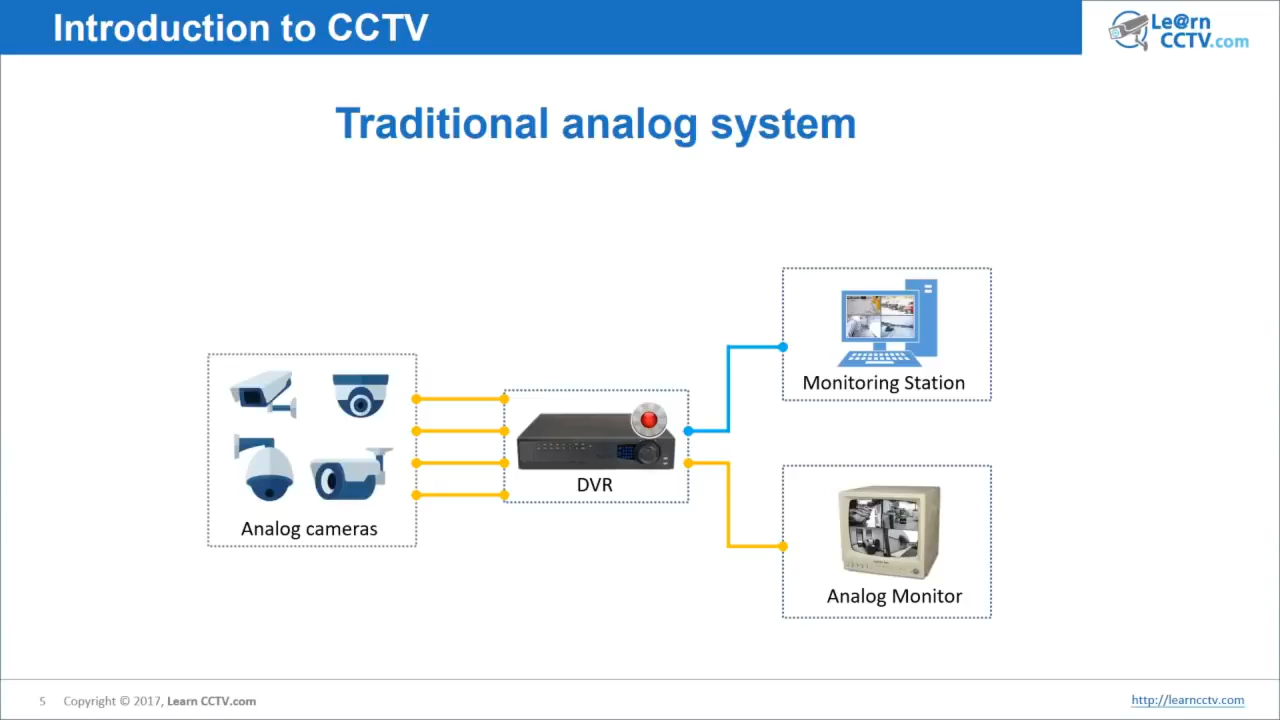 Introduction to CCTV
Le@rn
CCTV.com
Traditional analog system
Monitoring Station
DVR
Analog cameras
Analog Monitor
5 Copyright © 2017, Learn CCTV.com
http://learncctv.com